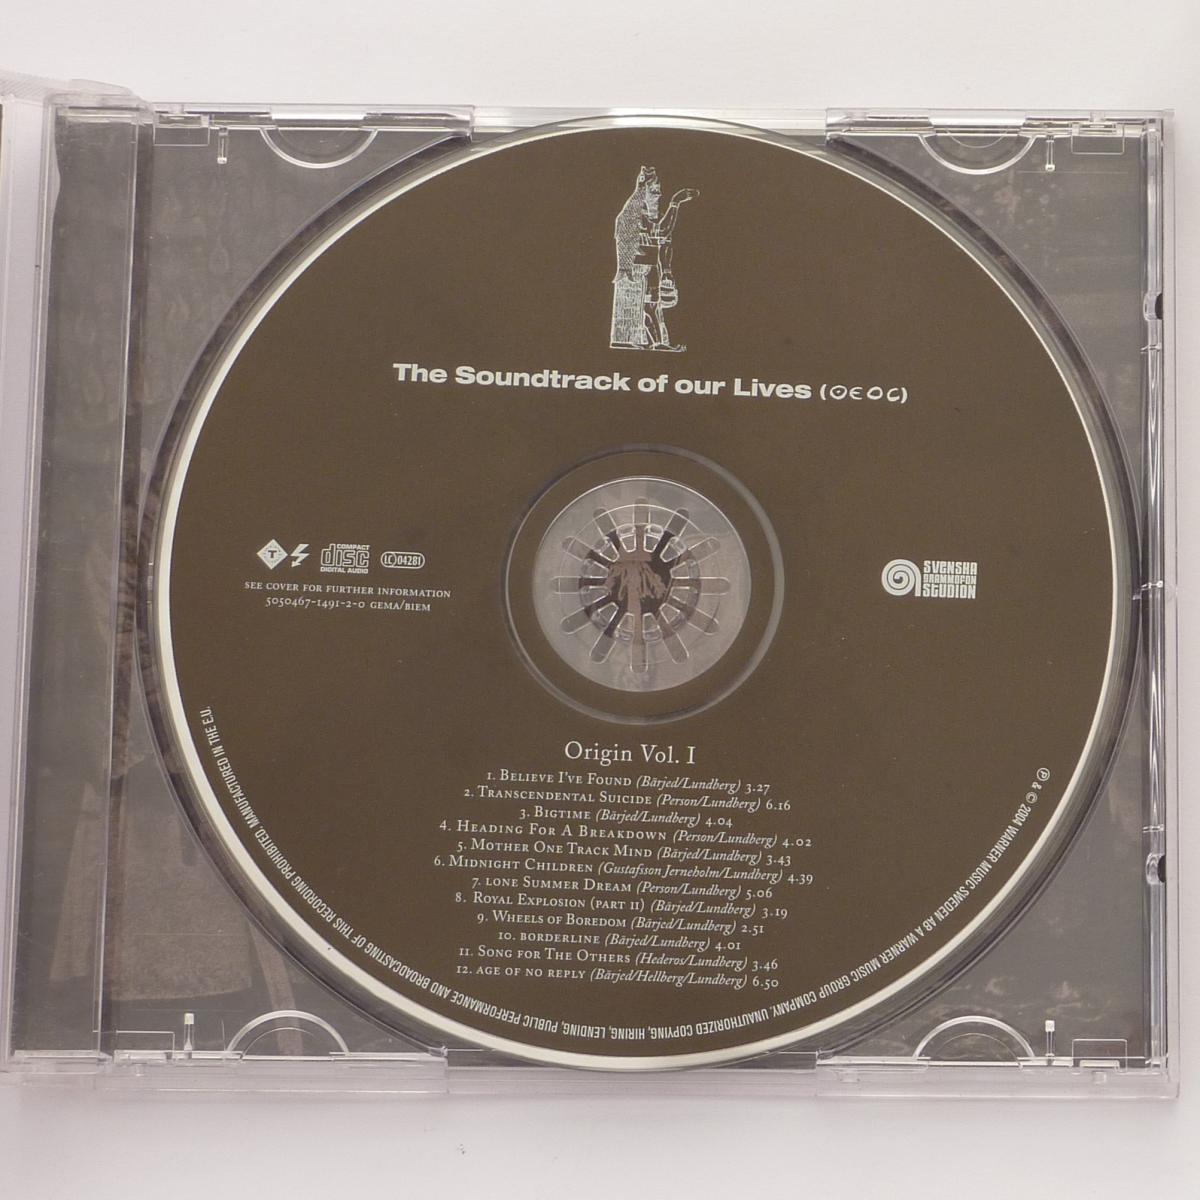 The Soundtrack of our Lives (ΘЄOC)
T
COMPACT
disc
DIGITAL AUDIO
LC 04281
SEE COVER FOR FURTHER INFORMATION
5050467-1491-2-0 GEMA/BIEM
SVENSKA
GRAMMOFON
STUDION
Origin Vol. I
1. BELIEVE I'VE FOUND (Bärjed/Lundberg) 3.27
2. TRANSCENDENTAL SUICIDE (Person/Lundberg) 6.16
3. BIGTIME (Bärjed/Lundberg) 4.04
4. HEADING FOR A BREAKDOWN (Person/Lundberg) 4.02
5. MOTHER ONE TRACK MIND (Bärjed/Lundberg) 3.43
6. MIDNIGHT CHILDREN (Gustafsson Jerneholm/Lundberg) 4.39
7. LONE SUMMER DREAM (Person/Lundberg) 5.06
8. ROYAL EXPLOSION (PART II) (Bärjed/Lundberg) 3.19
9. WHEELS OF BOREDOM (Bärjed/Lundberg) 2.51
10. BORDERLINE (Bärjed/Lundberg) 4.01
11. SONG FOR THE OTHERS (Hederos/Lundberg) 3.46
12. AGE OF NO REPLY (Bärjed/Hellberg/Lundberg) 6.50
℗ & © 2004 WARNER MUSIC SWEDEN AB A WARNER MUSIC GROUP COMPANY. UNAUTHORIZED COPYING, HIRING, LENDING, PUBLIC PERFORMANCE AND BROADCASTING OF THIS RECORDING PROHIBITED. MANUFACTURED IN THE E.U.